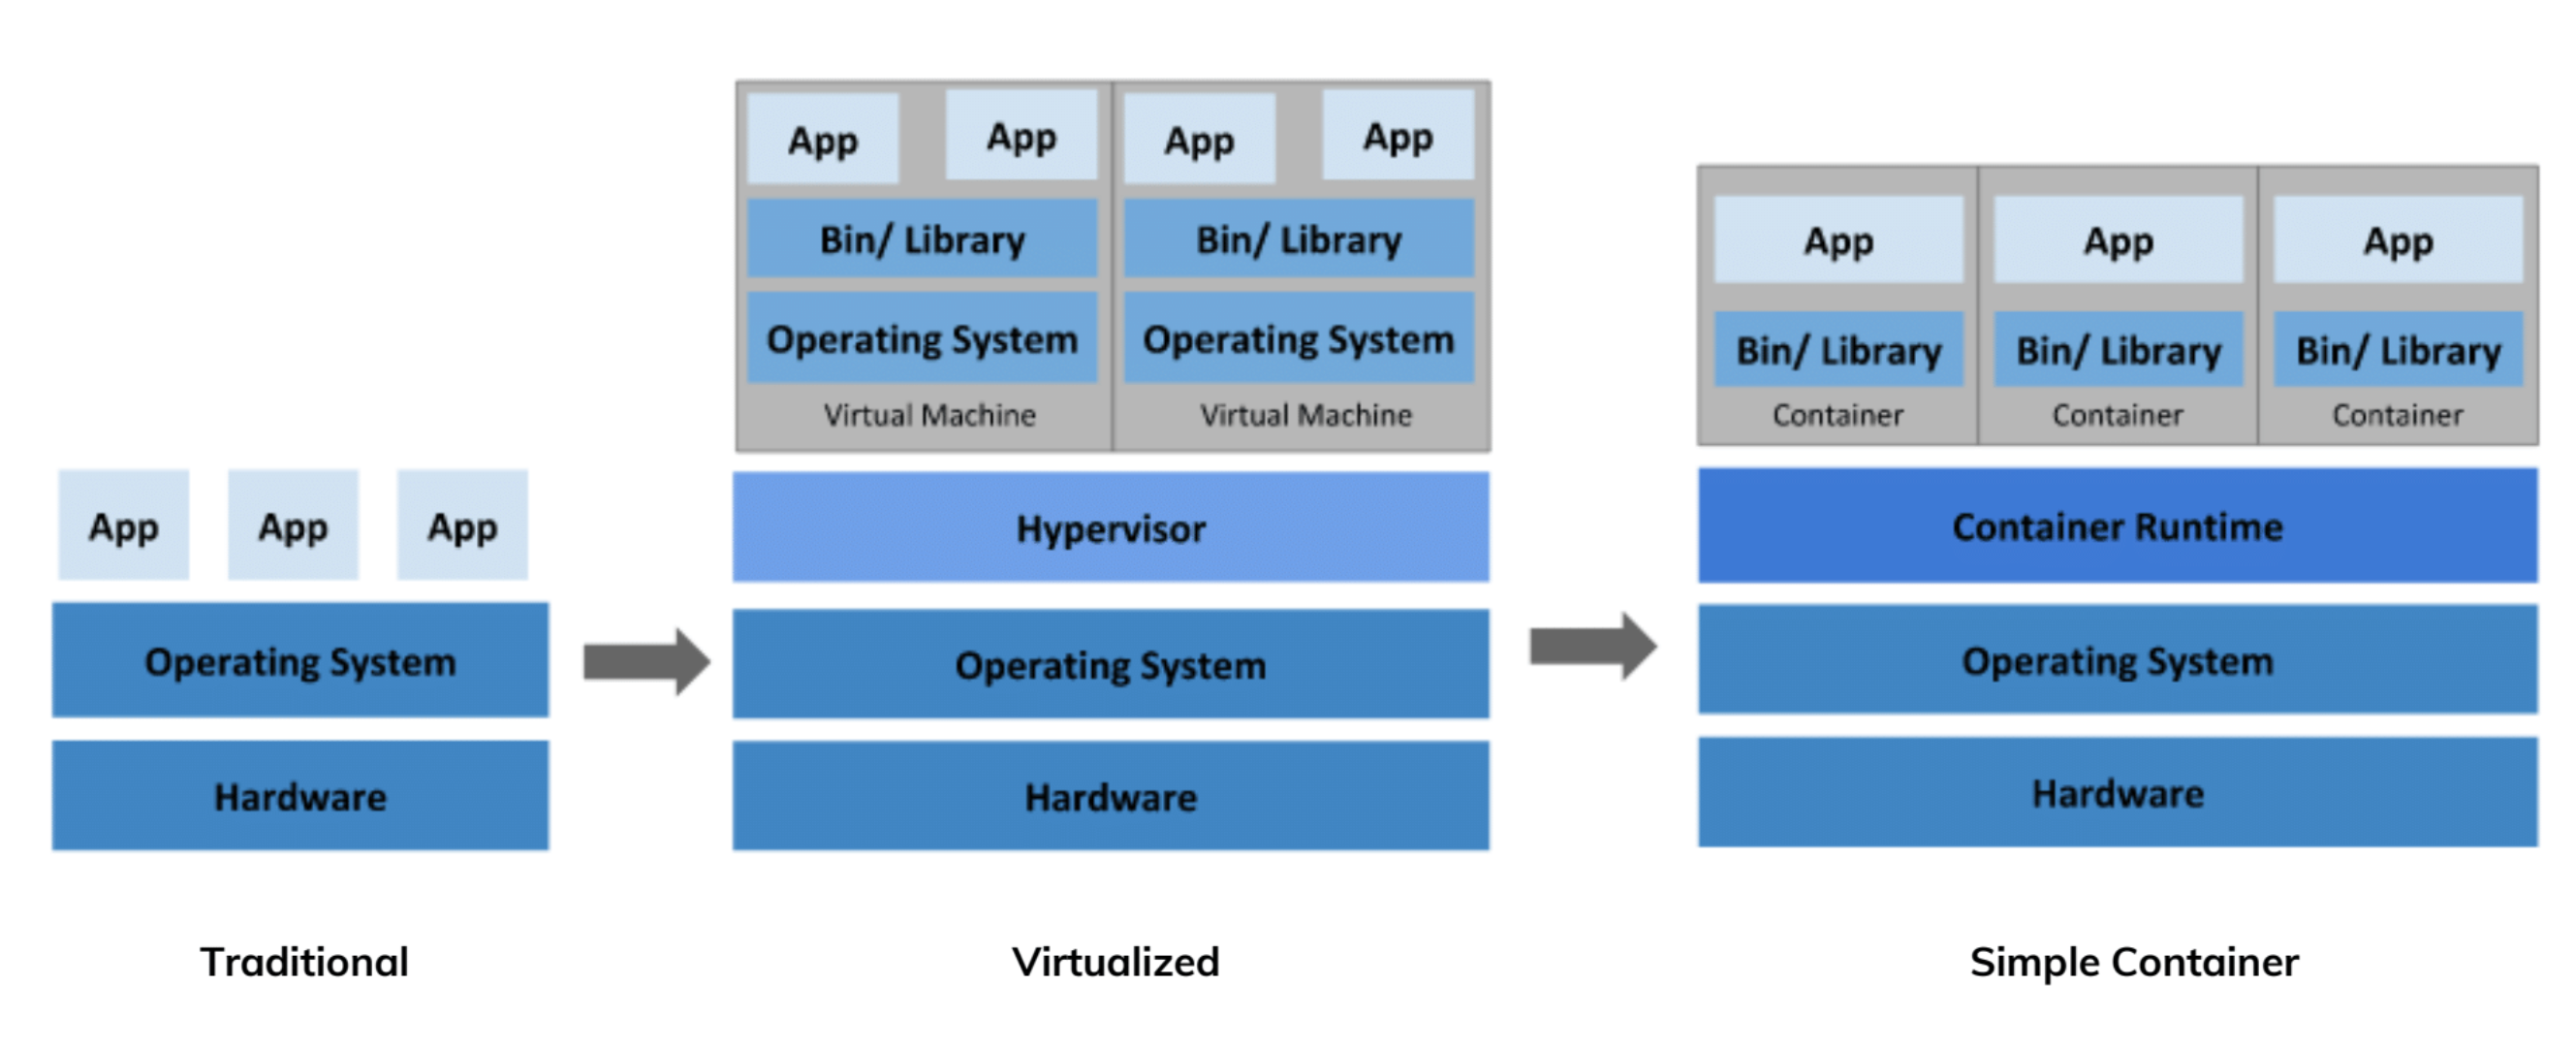 App
App
App
Operating System
Hardware
Traditional
App
App
App
App
Bin/ Library
Bin/ Library
Operating System
Operating System
Virtual Machine
Virtual Machine
Hypervisor
Operating System
Hardware
Virtualized
App
App
App
Bin/ Library
Bin/ Library
Bin/ Library
Container
Container
Container
Container Runtime
Operating System
Hardware
Simple Container